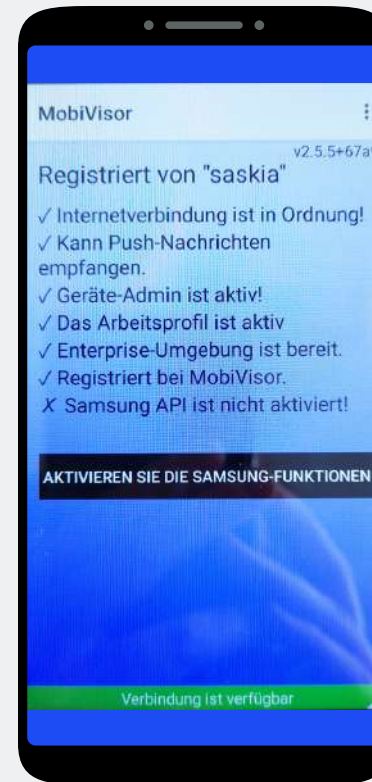 MobiVisor
v2.5.5+67a
Registriert von "saskia"
✓ Internetverbindung ist in Ordnung!
✓ Kann Push-Nachrichten
empfangen.
✓ Geräte-Admin ist aktiv!
✓ Das Arbeitsprofil ist aktiv
✓ Enterprise-Umgebung ist bereit.
✓ Registriert bei MobiVisor.
X Samsung API ist nicht aktiviert!
AKTIVIEREN SIE DIE SAMSUNG-FUNKTIONEN
Verbindung ist verfügbar